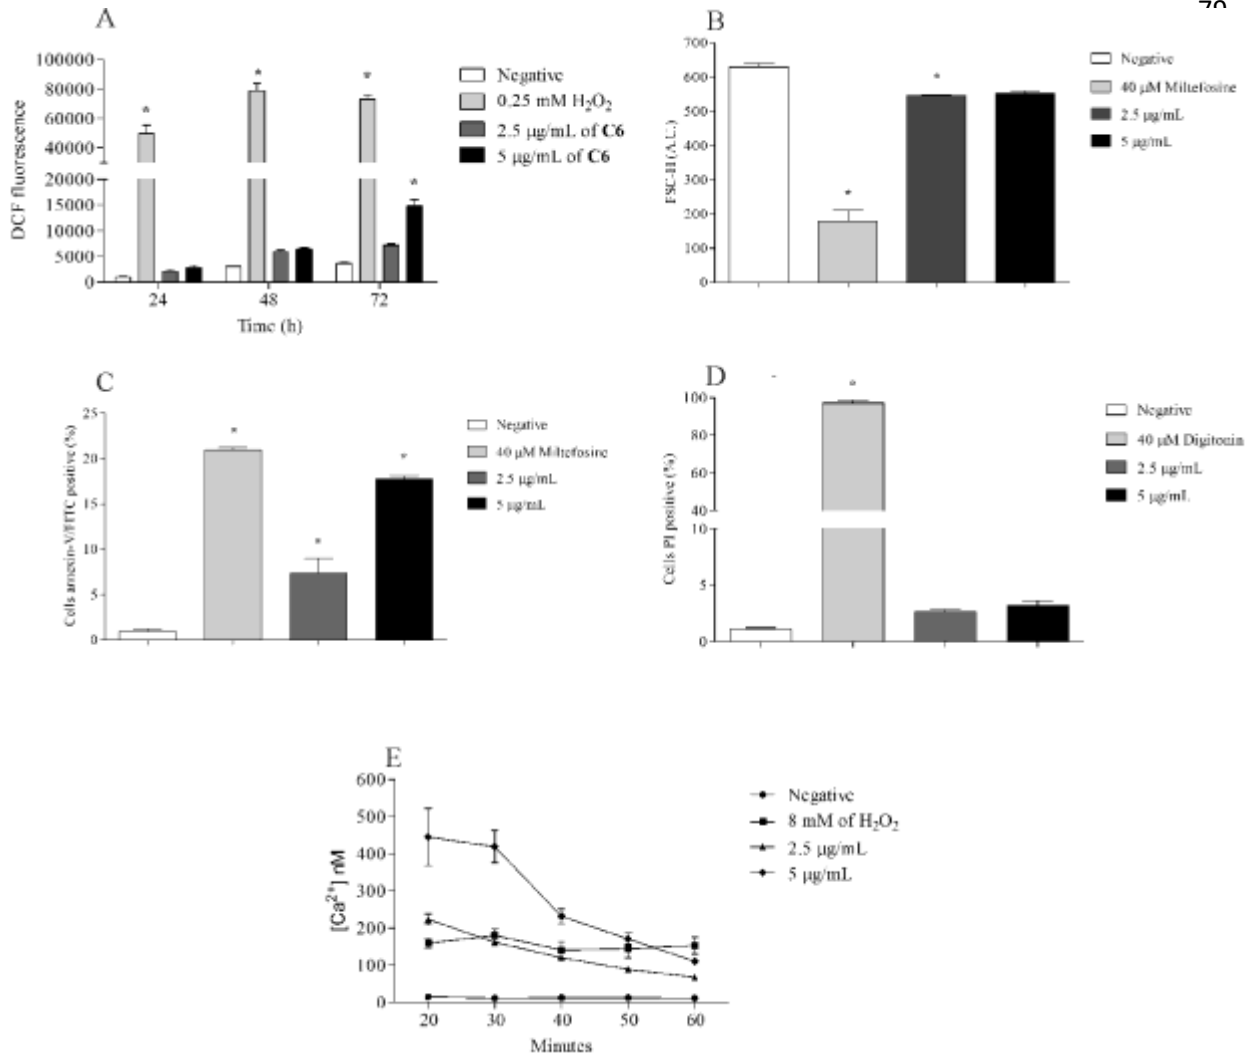 A
DCF fluorescence
100000
80000
60000
40000
20000
15000
10000
5000
0
24
48
72
Time (h)
*
*
*
*
Negative
0.25 mM H₂O₂
2.5 µg/mL of C6
5 µg/mL of C6
B
FSC-H (A.U.)
700
600
500
400
300
200
100
0
*
*
Negative
40 µM Miltefosine
2.5 µg/mL
5 µg/mL
C
Cells annexin-V/FITC positive (%)
25
20
15
10
5
0
*
*
*
Negative
40 µM Miltefosine
2.5 µg/mL
5 µg/mL
D
Cells PI positive (%)
100
80
60
40
10
5
0
*
Negative
40 µM Digitonin
2.5 µg/mL
5 µg/mL
E
[Ca²⁺] nM
600
500
400
300
200
100
0
20
30
40
50
60
Minutes
Negative
8 mM of H₂O₂
2.5 µg/mL
5 µg/mL